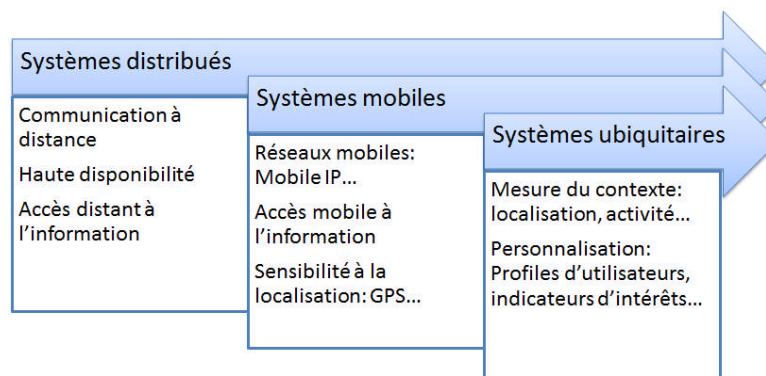 Systèmes distribués
Communication à
distance
Haute disponibilité
Accès distant à
l'information
Systèmes mobiles
Réseaux mobiles:
Mobile IP...
Accès mobile à
l'information
Sensibilité à la
localisation: GPS...
Systèmes ubiquitaires
Mesure du contexte:
localisation, activité...
Personnalisation:
Profiles d'utilisateurs,
indicateurs d'intérêts...